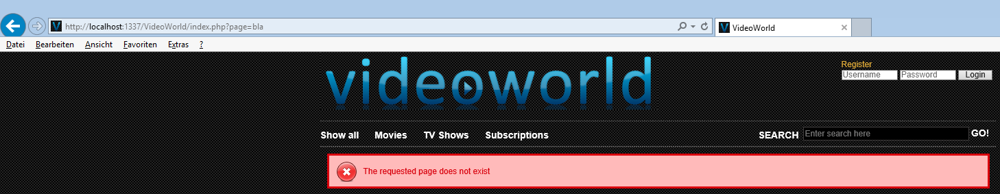 http://localhost:1337/VideoWorld/index.php?page=bla
VideoWorld
Datei Bearbeiten Ansicht Favoriten Extras ?
videoworld
Register
Username Password Login
Show all Movies TV Shows Subscriptions SEARCH Enter search here GO!
The requested page does not exist